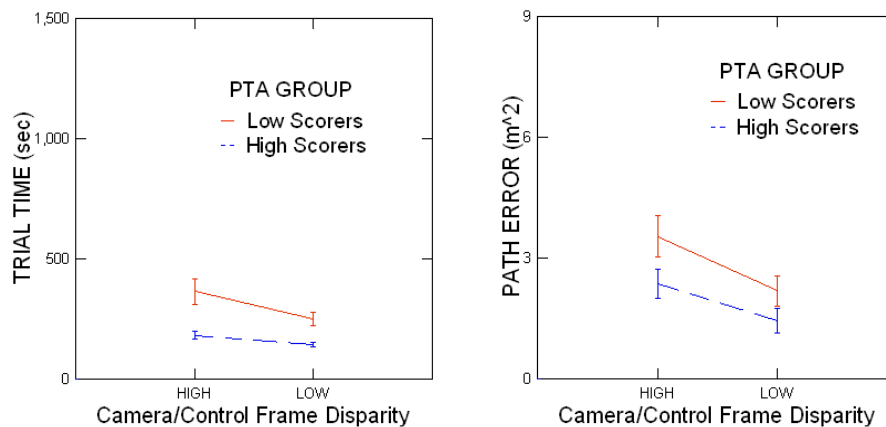 1,500
1,000
500
0
TRIAL TIME (sec)
PTA GROUP
Low Scorers
High Scorers
HIGH
LOW
Camera/Control Frame Disparity
9
6
3
0
PATH ERROR (m^2)
PTA GROUP
Low Scorers
High Scorers
HIGH
LOW
Camera/Control Frame Disparity